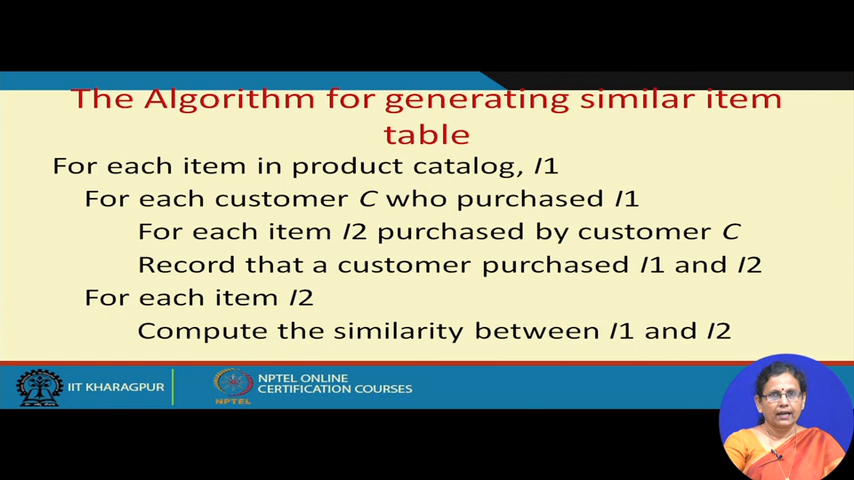 The Algorithm for generating similar item
table
For each item in product catalog, I1
For each customer C who purchased I1
For each item I2 purchased by customer C
Record that a customer purchased I1 and I2
For each item I2
Compute the similarity between I1 and I2
IIT KHARAGPUR
NPTEL
NPTEL ONLINE
CERTIFICATION COURSES